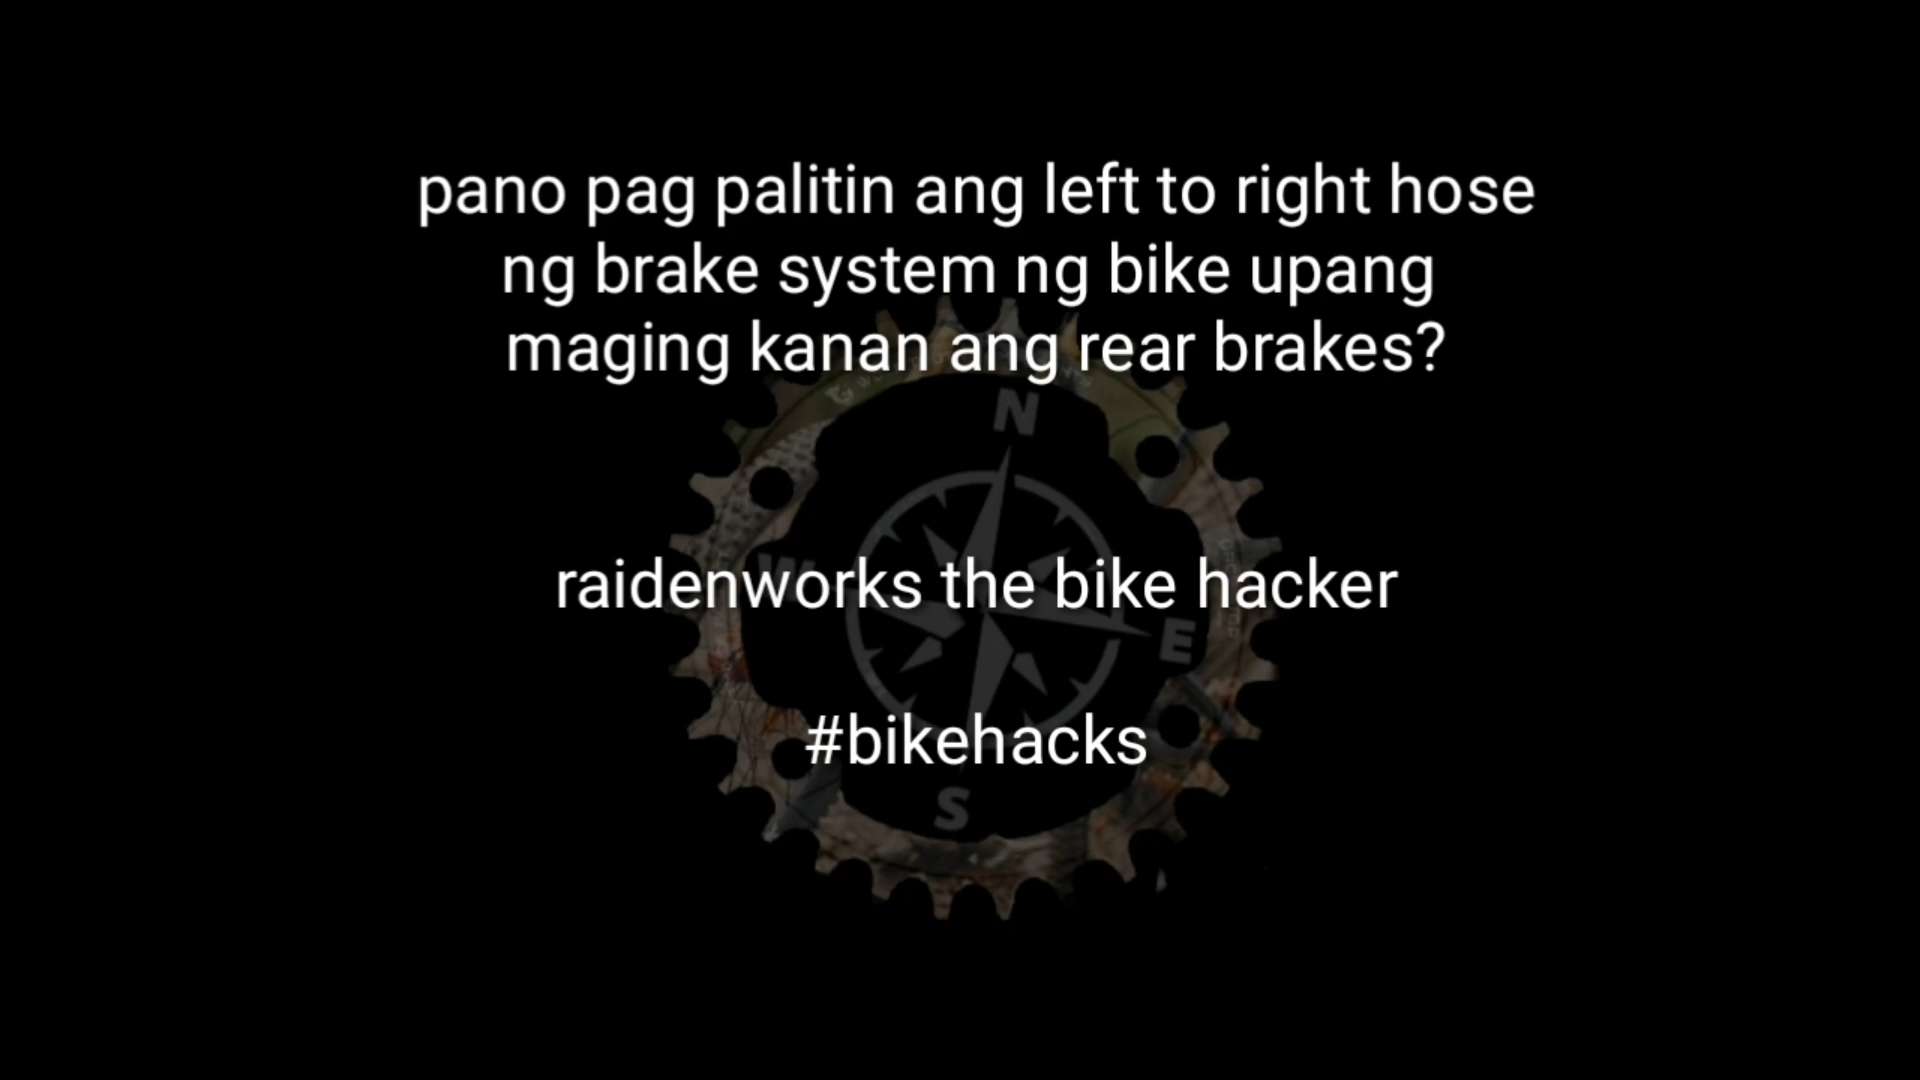 pano pag palitin ang left to right hose
ng brake system ng bike upang
maging kanan ang rear brakes?
N
raidenworks the bike hacker
W
E
#bikehacks
S